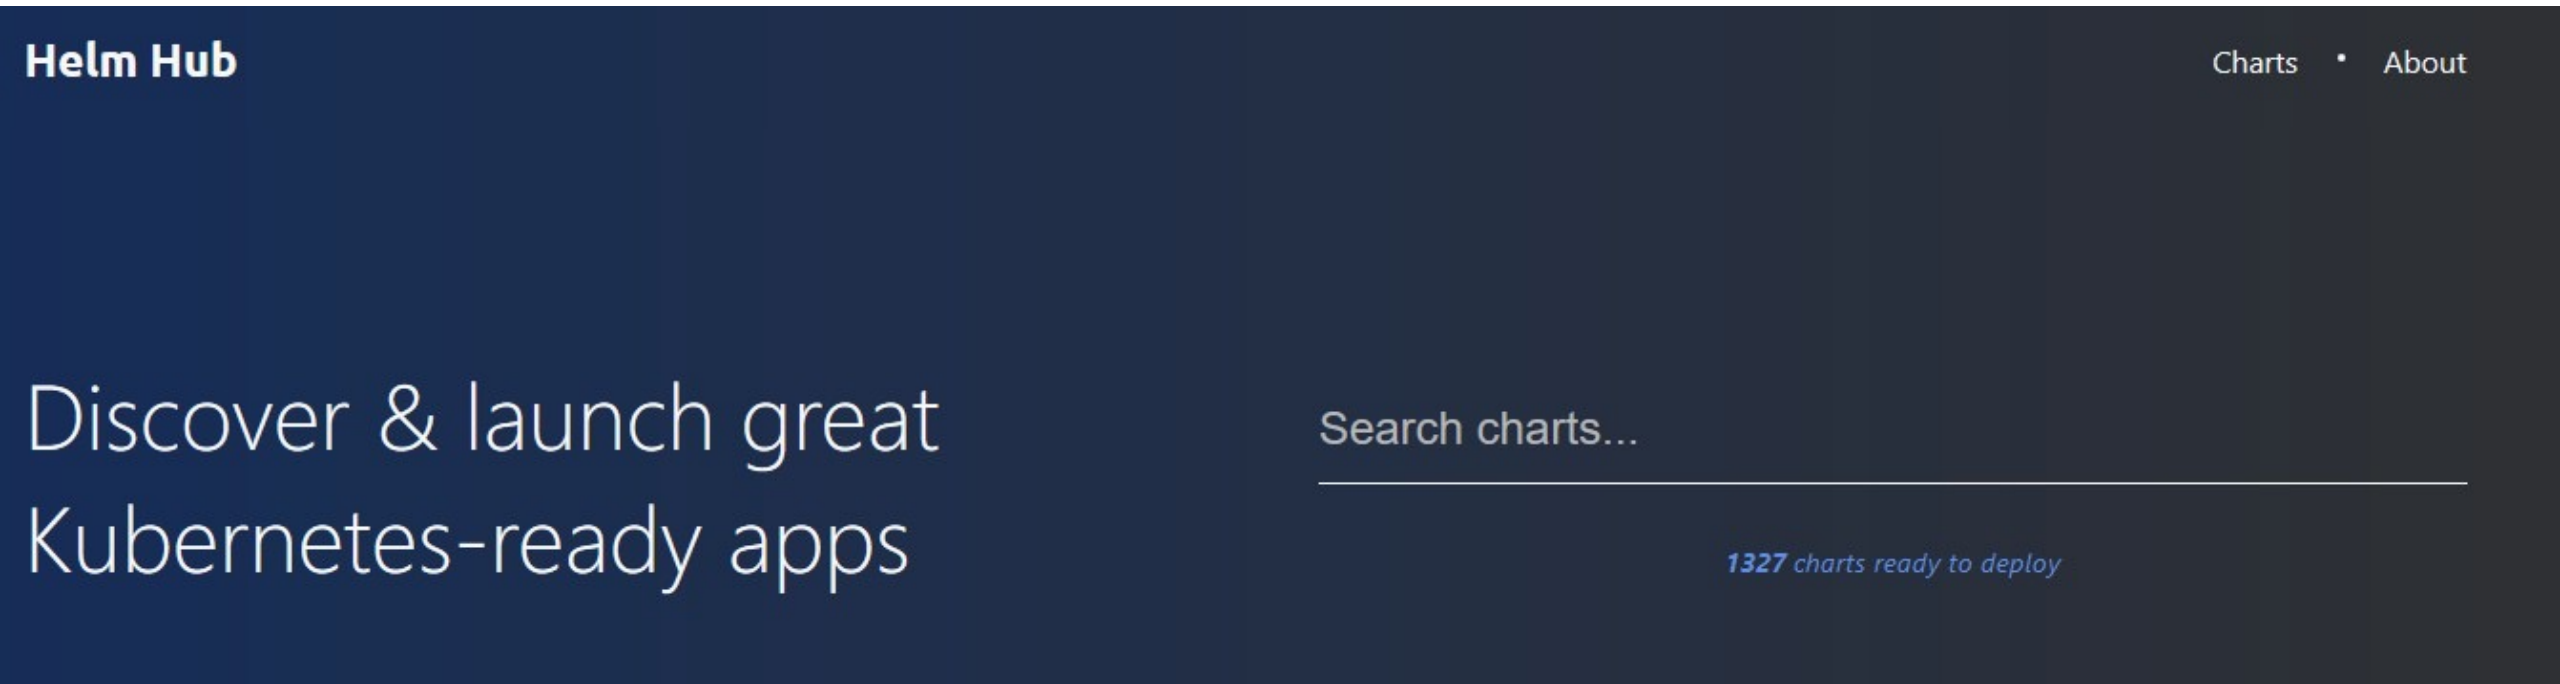 Helm Hub
Charts • About
Discover & launch great
Kubernetes-ready apps
Search charts...
1327 charts ready to deploy